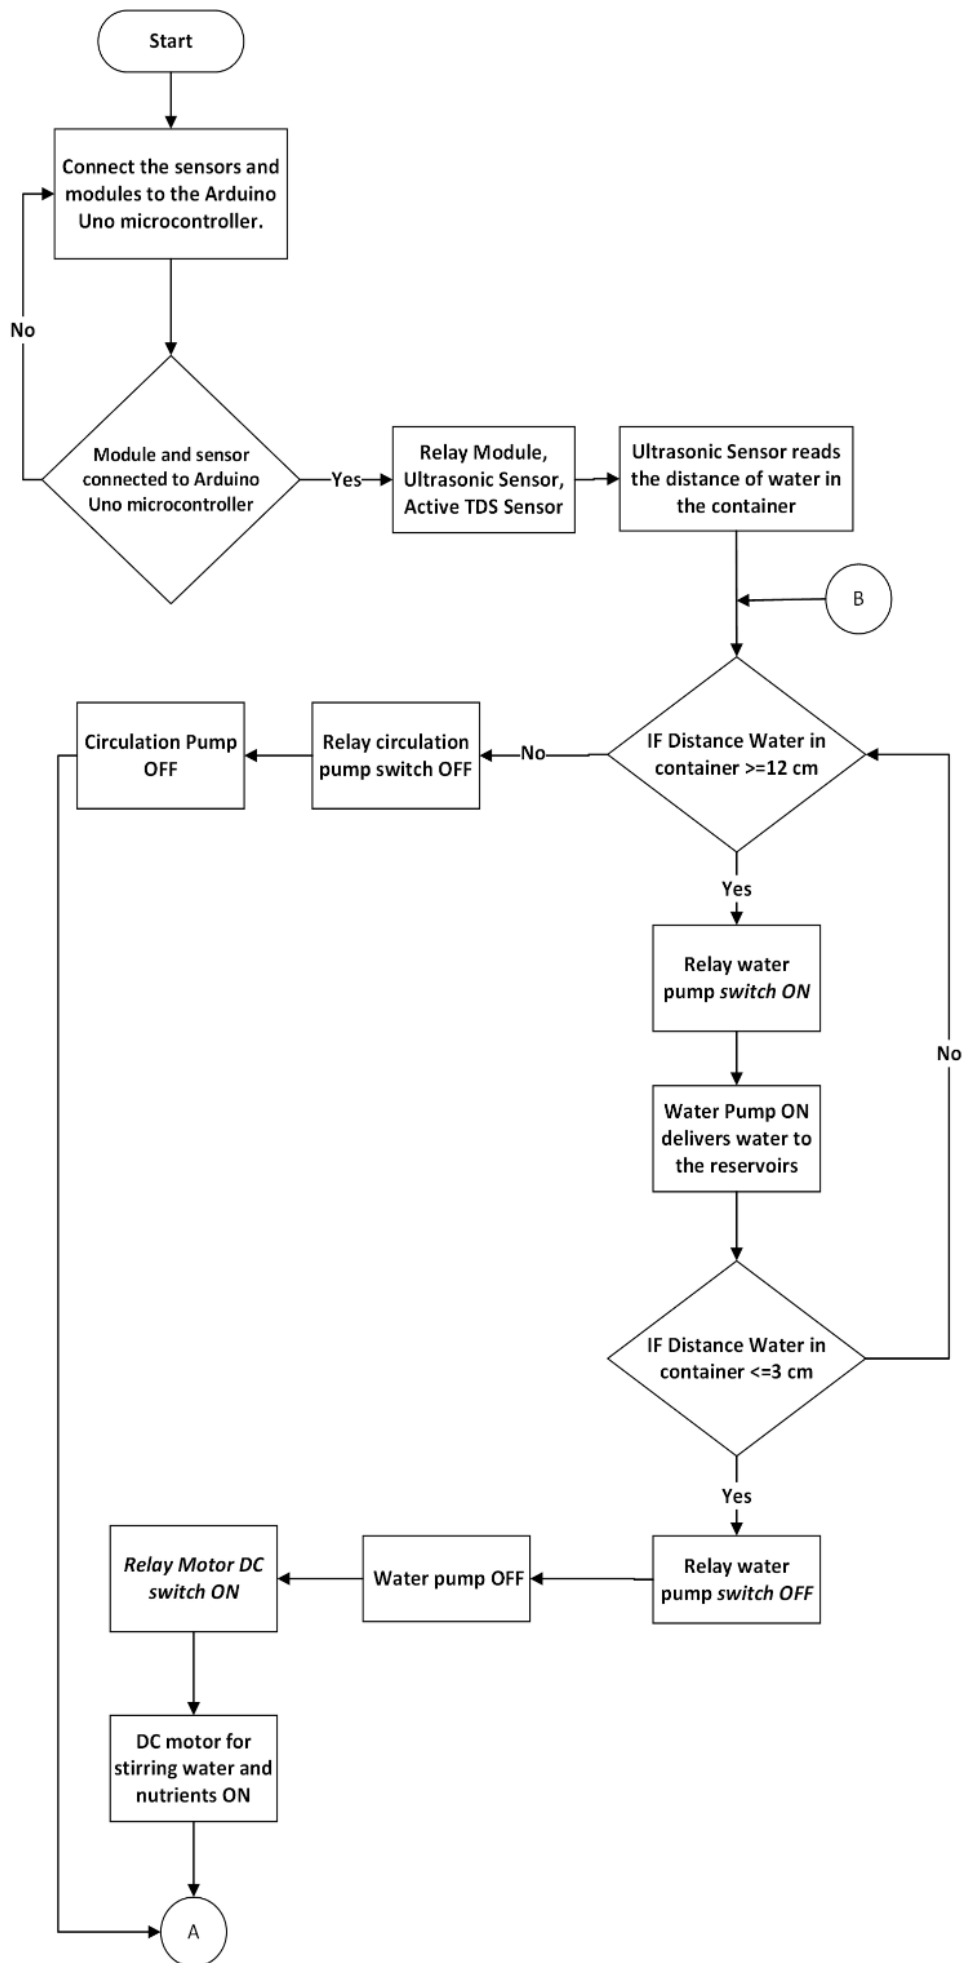 Start
Connect the sensors and
modules to the Arduino
Uno microcontroller.
No
Module and sensor
connected to Arduino
Uno microcontroller
Yes
Relay Module,
Ultrasonic Sensor,
Active TDS Sensor
Ultrasonic Sensor reads
the distance of water in
the container
B
IF Distance Water in
container >=12 cm
No
Relay circulation
pump switch OFF
Circulation Pump
OFF
Yes
Relay water
pump switch ON
No
Water Pump ON
delivers water to
the reservoirs
IF Distance Water in
container <=3 cm
Yes
Relay water
pump switch OFF
Water pump OFF
Relay Motor DC
switch ON
DC motor for
stirring water and
nutrients ON
A